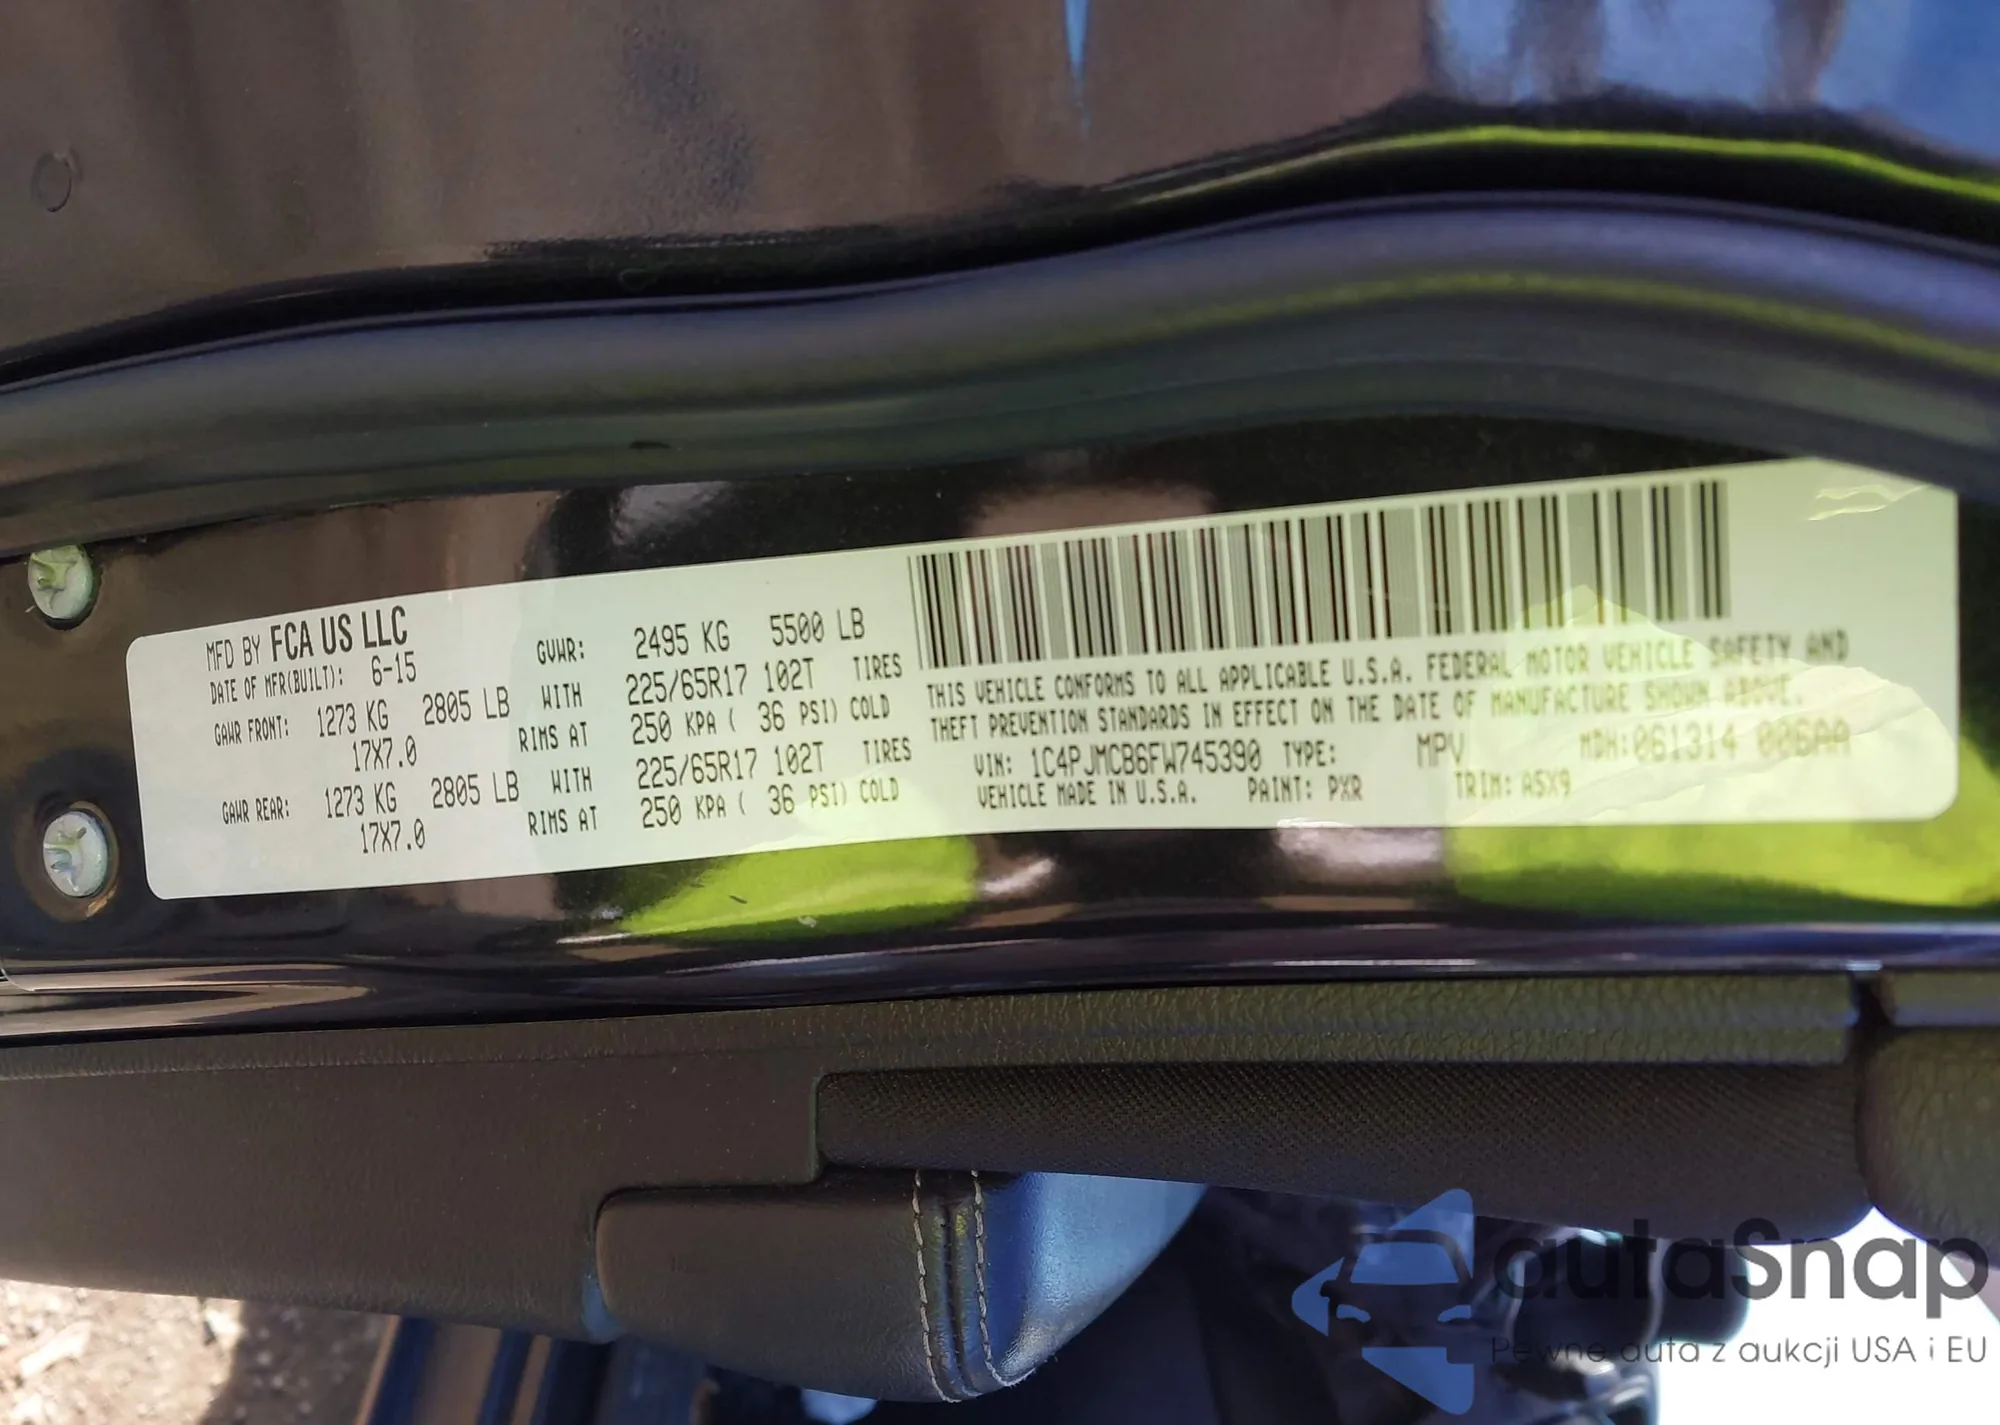 MFD BY FCA US LLC
DATE OF MFR(BUILT): 6-15
GVWR: 2495 KG 5500 LB
GAWR FRONT: 1273 KG 2805 LB WITH 225/65R17 102T TIRES
17X7.0 RIMS AT 250 KPA ( 36 PSI) COLD
GAWR REAR: 1273 KG 2805 LB WITH 225/65R17 102T TIRES
17X7.0 RIMS AT 250 KPA ( 36 PSI) COLD
THIS VEHICLE CONFORMS TO ALL APPLICABLE U.S.A. FEDERAL MOTOR VEHICLE SAFETY AND
THEFT PREVENTION STANDARDS IN EFFECT ON THE DATE OF MANUFACTURE SHOWN ABOVE.
VIN: 1C4PJMCB6FW745390 TYPE: MPV MDH:061314 006AA
VEHICLE MADE IN U.S.A. PAINT: PXR TRIM: A5X9
autaSnap
Pewne auta z aukcji USA i EU